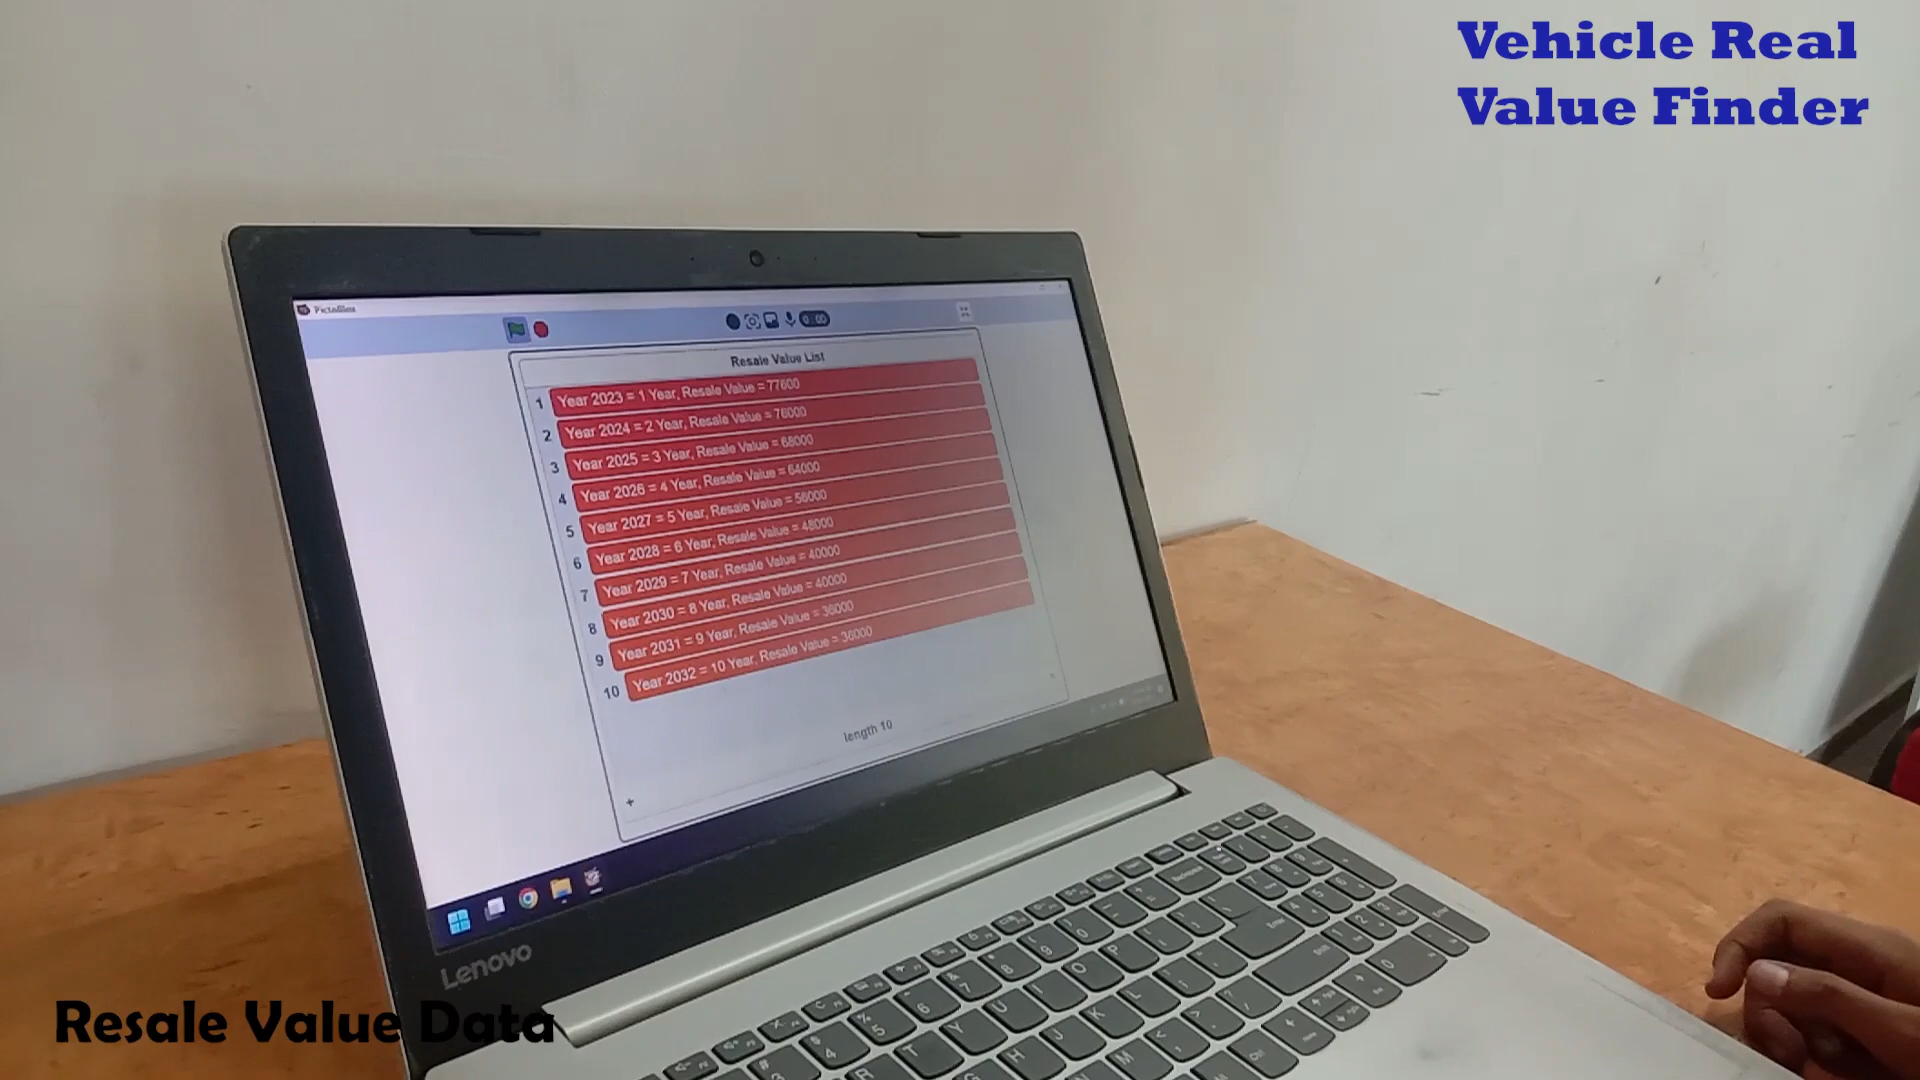 Vehicle Real
Value Finder
PictoBlox
Resale Value List
1 Year 2023 = 1 Year, Resale Value = 77600
2 Year 2024 = 2 Year, Resale Value = 76000
3 Year 2025 = 3 Year, Resale Value = 68000
4 Year 2026 = 4 Year, Resale Value = 64000
5 Year 2027 = 5 Year, Resale Value = 56000
6 Year 2028 = 6 Year, Resale Value = 48000
7 Year 2029 = 7 Year, Resale Value = 40000
8 Year 2030 = 8 Year, Resale Value = 40000
9 Year 2031 = 9 Year, Resale Value = 36000
10 Year 2032 = 10 Year, Resale Value = 36000
length 10
+
Lenovo
Resale Value Data